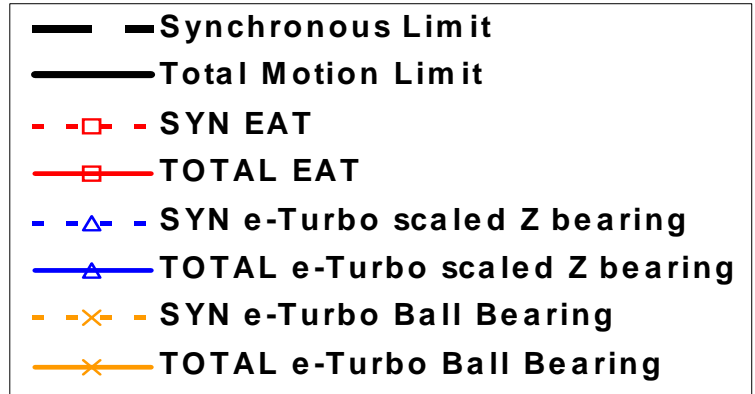 Synchronous Limit
Total Motion Limit
SYN EAT
TOTAL EAT
SYN e-Turbo scaled Z bearing
TOTAL e-Turbo scaled Z bearing
SYN e-Turbo Ball Bearing
TOTAL e-Turbo Ball Bearing